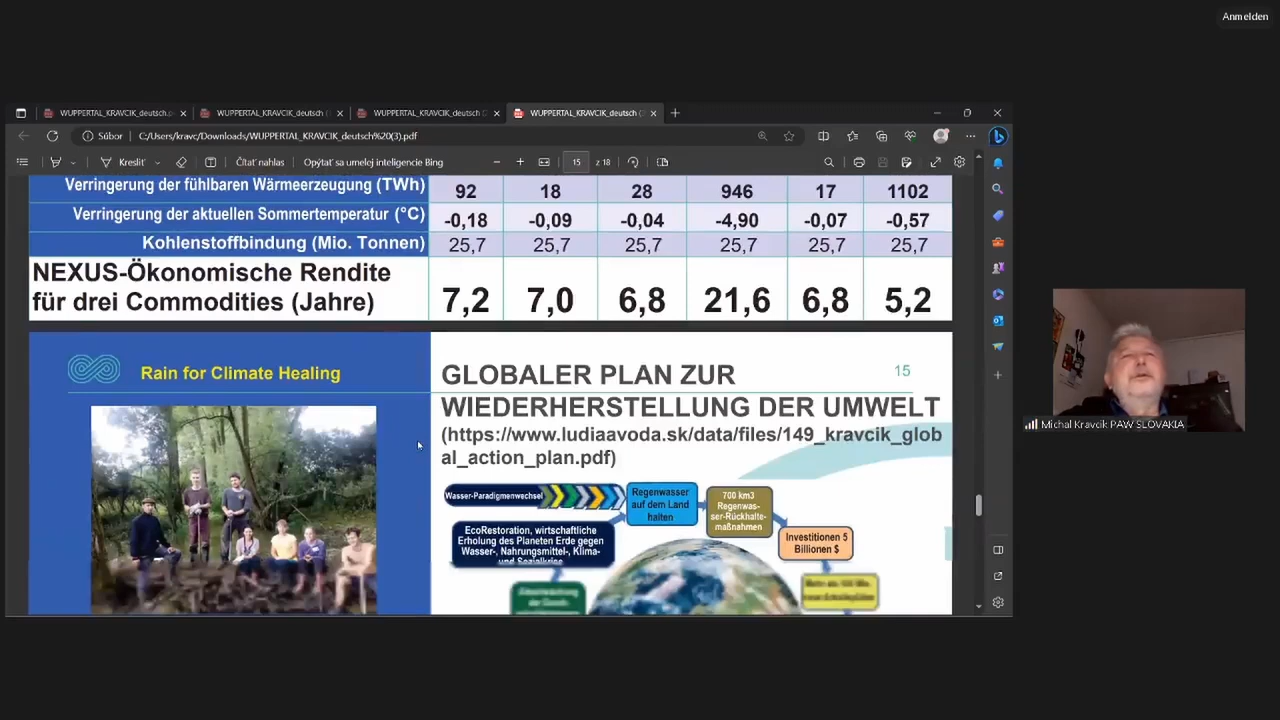 Anmelden
WUPPERTAL_KRAVCIK_deutsch.p
WUPPERTAL_KRAVCIK_deutsch (
WUPPERTAL_KRAVCIK_deutsch (
WUPPERTAL_KRAVCIK_deutsch (
Súbor
C:/Users/kravc/Downloads/WUPPERTAL_KRAVCIK_deutsch%20(3).pdf
Kresliť
Čítať nahlas
Opýtať sa umelej inteligencie Bing
15 z 18
Verringerung der fühlbaren Wärmeerzeugung (TWh) 92 18 28 946 17 1102
Verringerung der aktuellen Sommertemperatur (°C) -0,18 -0,09 -0,04 -4,90 -0,07 -0,57
Kohlenstoffbindung (Mio. Tonnen) 25,7 25,7 25,7 25,7 25,7 25,7
NEXUS-Ökonomische Rendite
für drei Commodities (Jahre) 7,2 7,0 6,8 21,6 6,8 5,2
Rain for Climate Healing
GLOBALER PLAN ZUR
15
WIEDERHERSTELLUNG DER UMWELT
(https://www.ludiaavoda.sk/data/files/149_kravcik_glob
al_action_plan.pdf)
Wasser-Paradigmenwechsel
Regenwasser
auf dem Land
halten
700 km3
Regenwas-
ser-Rückhalte-
maßnahmen
Investitionen 5
Billionen $
EcoRestoration, wirtschaftliche
Erholung des Planeten Erde gegen
Wasser-, Nahrungsmittel-, Klima-
und Sozialkrise
Michal Kravcik PAW SLOVAKIA